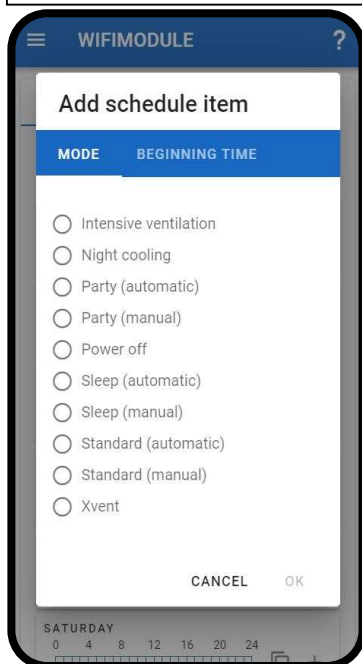 WIFIMODULE ?
Add schedule item
MODE BEGINNING TIME
Intensive ventilation
Night cooling
Party (automatic)
Party (manual)
Power off
Sleep (automatic)
Sleep (manual)
Standard (automatic)
Standard (manual)
Xvent
CANCEL OK
SATURDAY
0 4 8 12 16 20 24